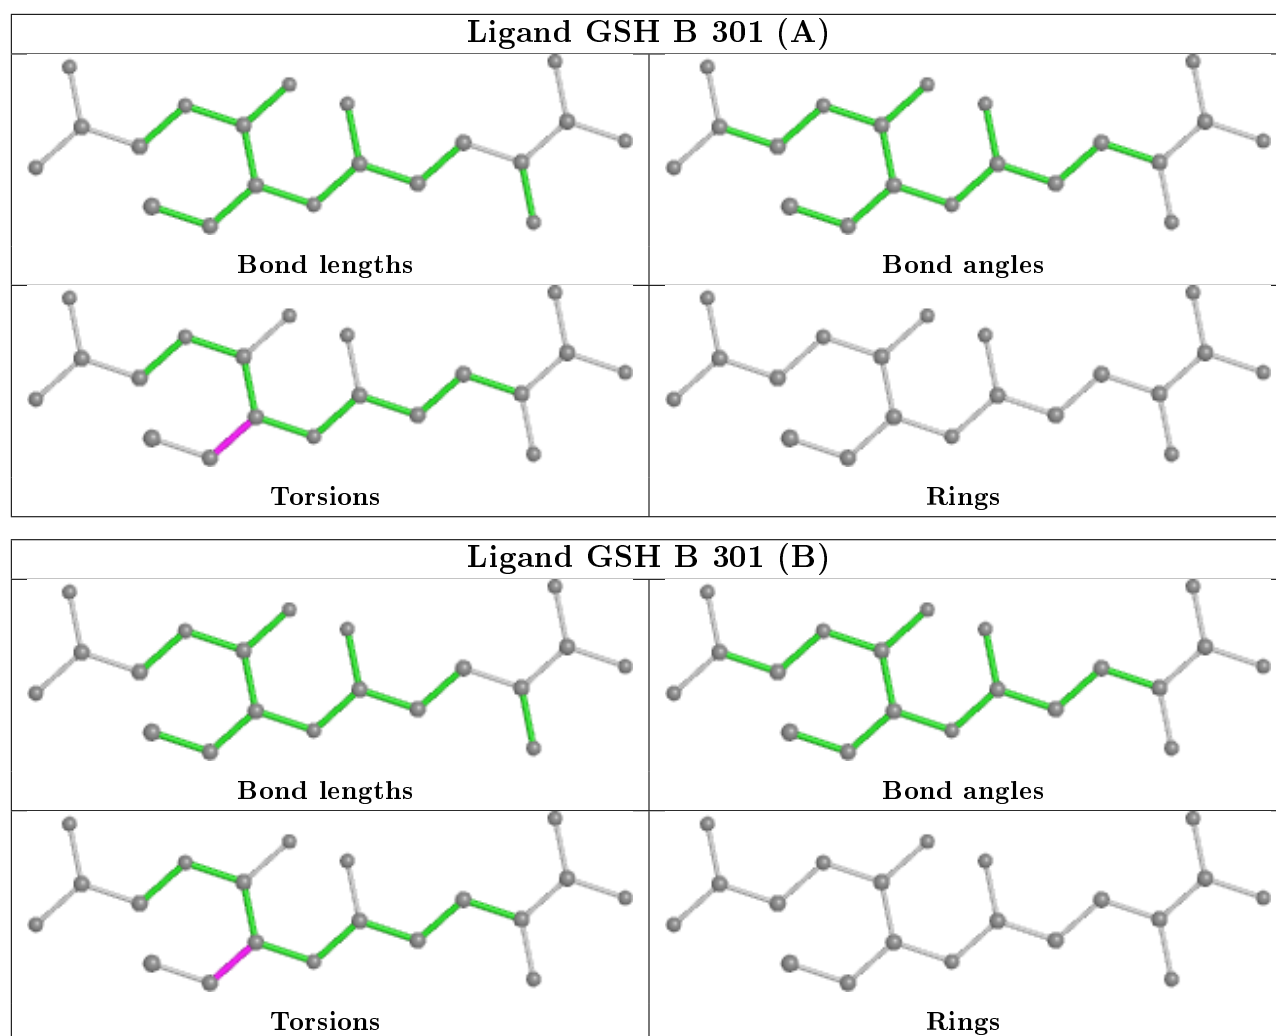 Ligand GSH B 301 (A)
Bond lengths
Bond angles
Torsions
Rings
Ligand GSH B 301 (B)
Bond lengths
Bond angles
Torsions
Rings